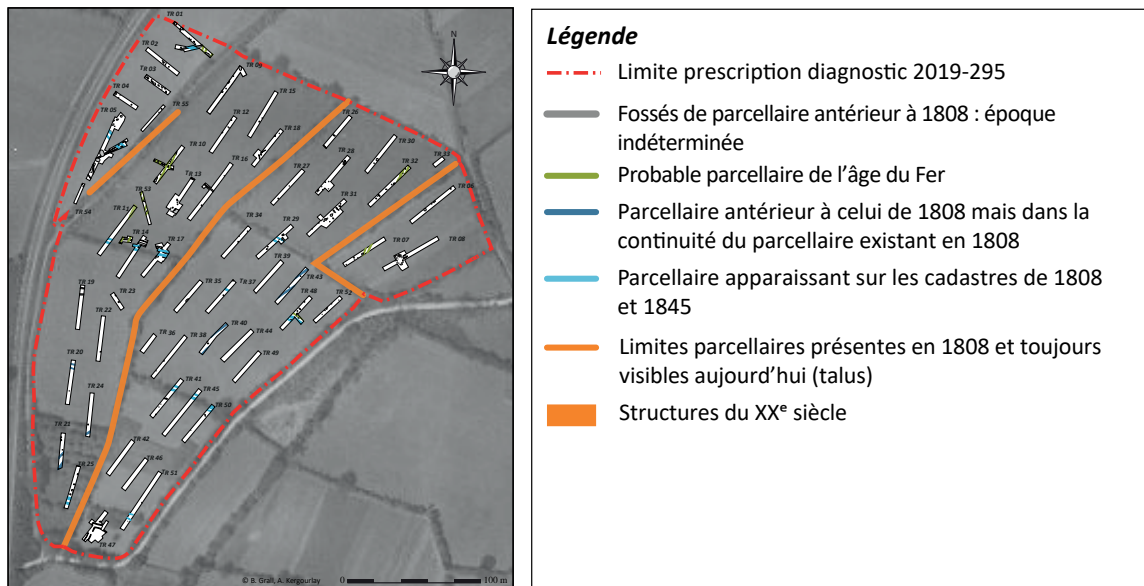 TR 01
TR 02
TR 03
TR 04
TR 05
TR 55
TR 09
TR 12
TR 15
TR 18
TR 26
TR 10
TR 16
TR 13
TR 27
TR 28
TR 30
TR 32
TR 33
TR 06
TR 53
TR 54
TR 11
TR 14
TR 17
TR 34
TR 29
TR 31
TR 07
TR 08
TR 19
TR 23
TR 22
TR 35
TR 37
TR 39
TR 43
TR 48
TR 52
TR 20
TR 24
TR 36
TR 38
TR 40
TR 44
TR 49
TR 41
TR 45
TR 50
TR 21
TR 25
TR 42
TR 46
TR 51
TR 47
N
© B. Grall, A. Kergourlay
0
100 m
Légende
Limite prescription diagnostic 2019-295
Fossés de parcellaire antérieur à 1808 : époque
indéterminée
Probable parcellaire de l’âge du Fer
Parcellaire antérieur à celui de 1808 mais dans la
continuité du parcellaire existant en 1808
Parcellaire apparaissant sur les cadastres de 1808
et 1845
Limites parcellaires présentes en 1808 et toujours
visibles aujourd’hui (talus)
Structures du XXe siècle